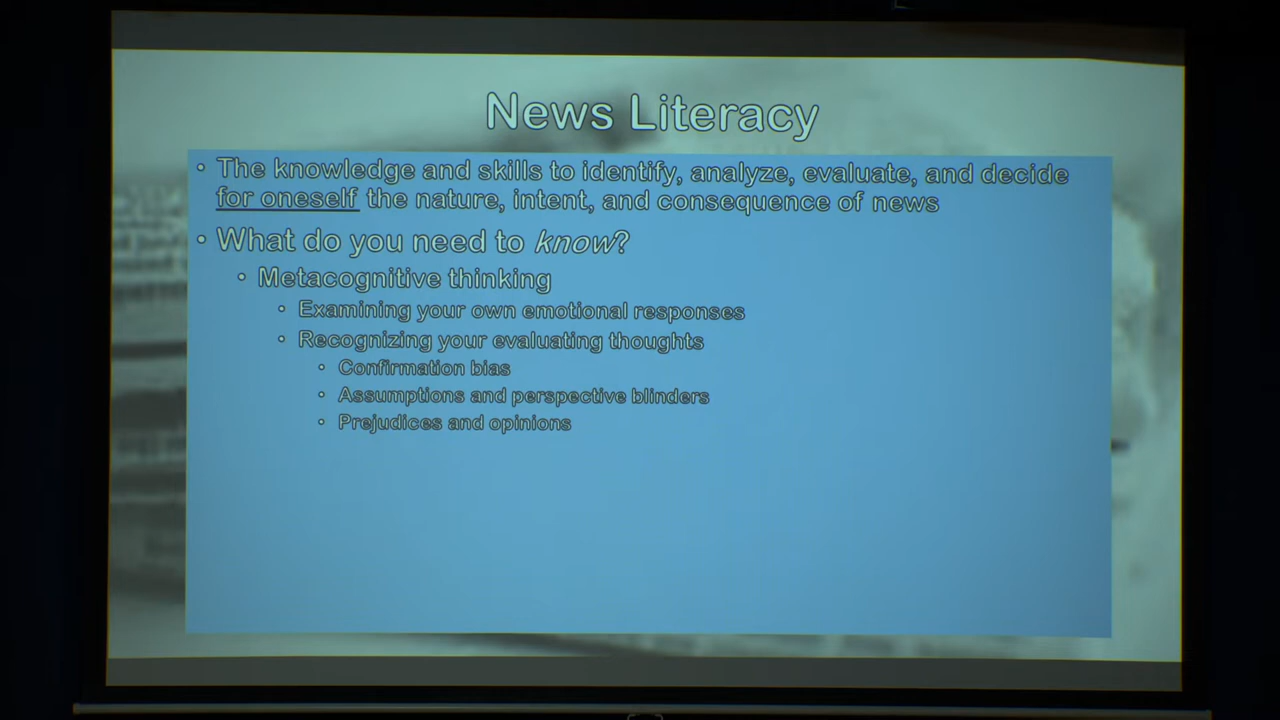 News Literacy
• The knowledge and skills to identify, analyze, evaluate, and decide
for oneself the nature, intent, and consequence of news
• What do you need to know?
• Metacognitive thinking
• Examining your own emotional responses
• Recognizing your evaluating thoughts
• Confirmation bias
• Assumptions and perspective blinders
• Prejudices and opinions